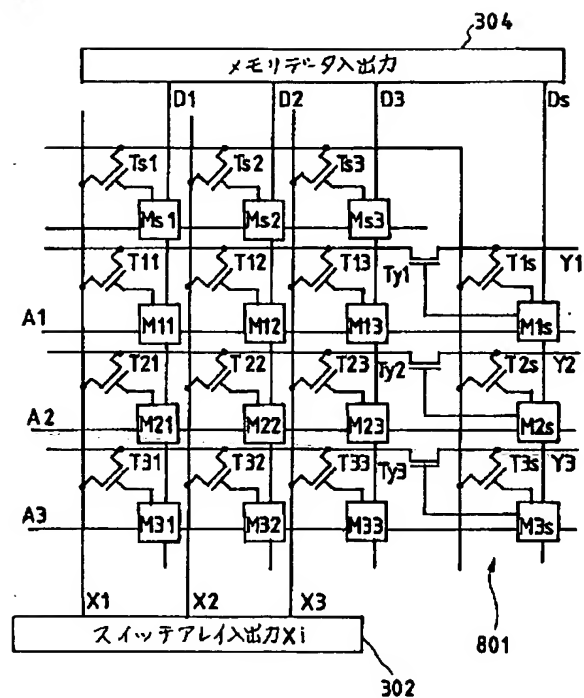 304
メモリデータ入出力
D1 D2 D3 Ds
Ts1 Ts2 Ts3
Ms1 Ms2 Ms3
T11 T12 T13 Ty1 T1s Y1
A1 M11 M12 M13 M1s
T21 T22 T23 Ty2 T2s Y2
A2 M21 M22 M23 M2s
T31 T32 T33 Ty3 T3s Y3
A3 M31 M32 M33 M3s
X1 X2 X3
スイッチアレイ入出力Xi
801
302